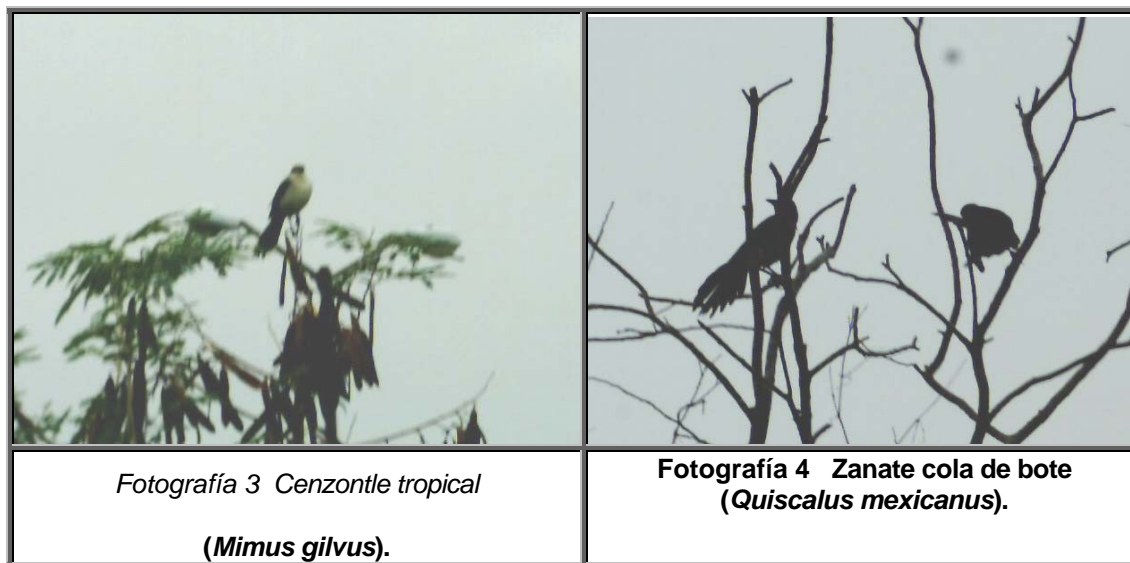 Fotografía 3 Cenzontle tropical
(Mimus gilvus).
Fotografía 4 Zanate cola de bote
(Quiscalus mexicanus).